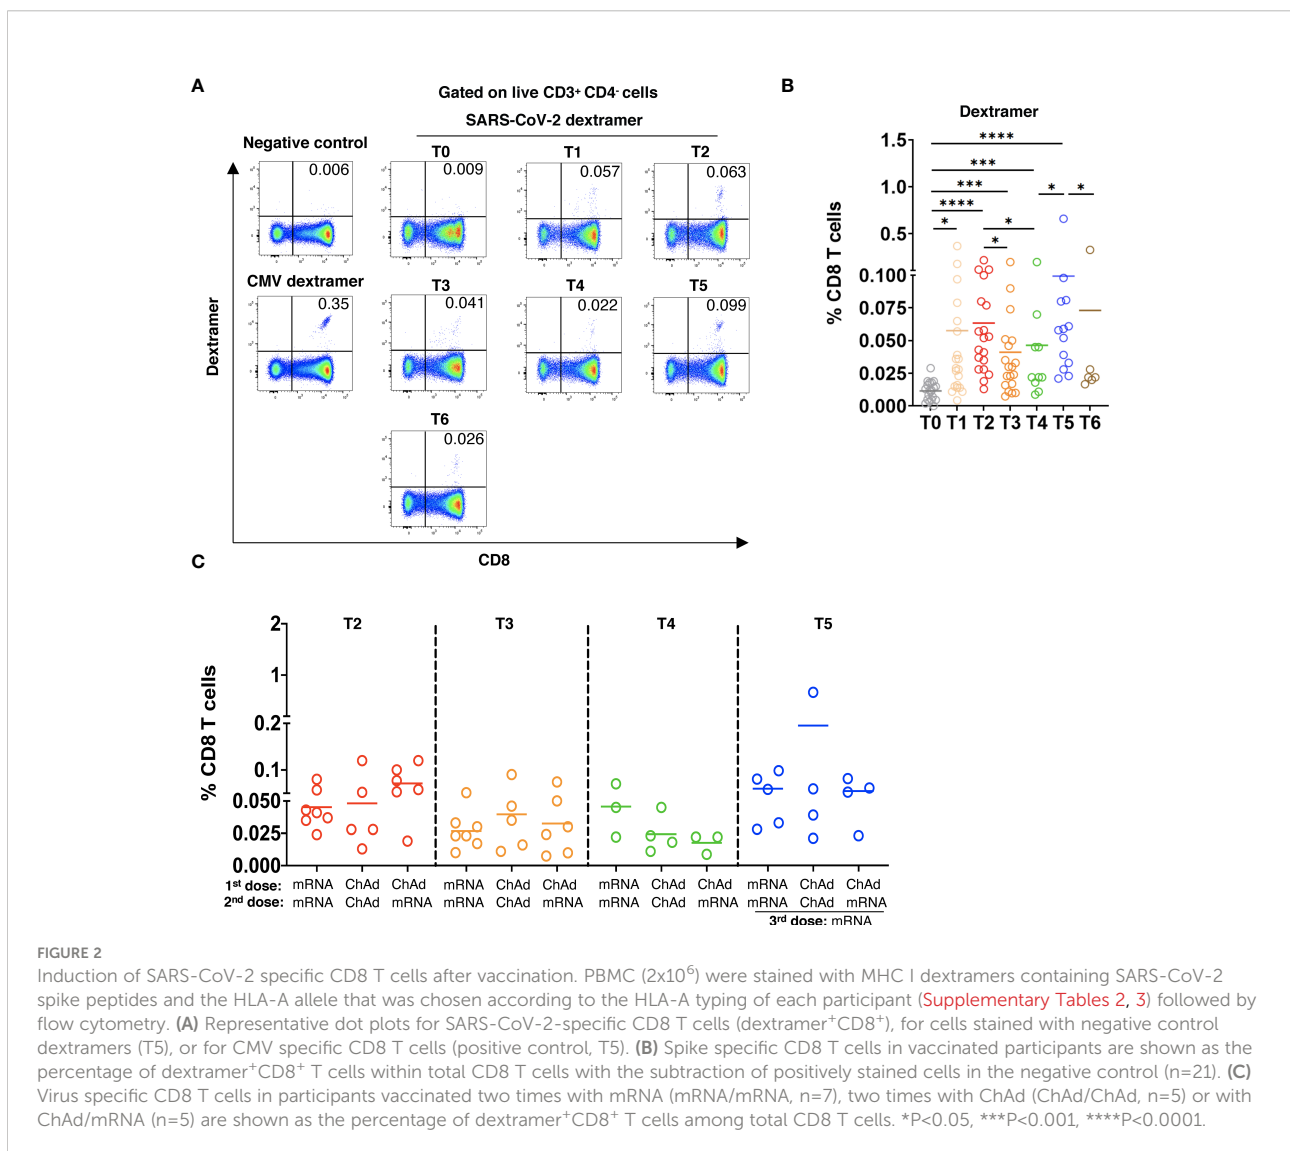 A
Gated on live CD3⁺ CD4⁻ cells
SARS-CoV-2 dextramer
Negative control
T0
T1
T2
0.006
0.009
0.057
0.063
CMV dextramer
T3
T4
T5
0.35
0.041
0.022
0.099
T6
0.026
Dextramer
CD8
B
Dextramer
% CD8 T cells
1.5
1.0
0.5
0.100
0.075
0.050
0.025
0.000
****
***
***
****
*
*
*
*
*
T0 T1 T2 T3 T4 T5 T6
C
% CD8 T cells
2
1
0.2
0.1
0.050
0.025
0.000
T2
T3
T4
T5
1st dose: mRNA ChAd ChAd mRNA ChAd ChAd mRNA ChAd ChAd mRNA ChAd ChAd
2nd dose: mRNA ChAd mRNA mRNA ChAd mRNA mRNA ChAd mRNA mRNA ChAd mRNA
3rd dose: mRNA
FIGURE 2
Induction of SARS-CoV-2 specific CD8 T cells after vaccination. PBMC (2x10⁶) were stained with MHC I dextramers containing SARS-CoV-2
spike peptides and the HLA-A allele that was chosen according to the HLA-A typing of each participant (Supplementary Tables 2, 3) followed by
flow cytometry. (A) Representative dot plots for SARS-CoV-2-specific CD8 T cells (dextramer⁺CD8⁺), for cells stained with negative control
dextramers (T5), or for CMV specific CD8 T cells (positive control, T5). (B) Spike specific CD8 T cells in vaccinated participants are shown as the
percentage of dextramer⁺CD8⁺ T cells within total CD8 T cells with the subtraction of positively stained cells in the negative control (n=21). (C)
Virus specific CD8 T cells in participants vaccinated two times with mRNA (mRNA/mRNA, n=7), two times with ChAd (ChAd/ChAd, n=5) or with
ChAd/mRNA (n=5) are shown as the percentage of dextramer⁺CD8⁺ T cells among total CD8 T cells. *P<0.05, ***P<0.001, ****P<0.0001.